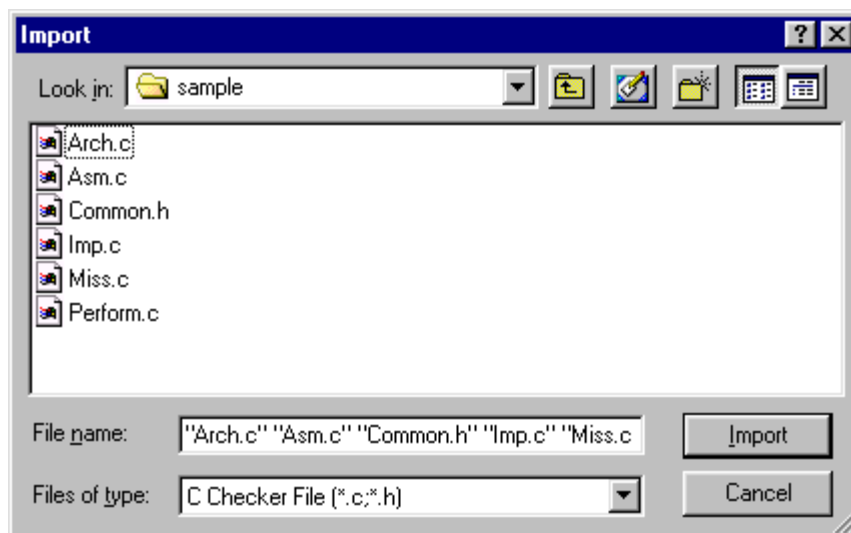 Import
Look in: sample
Arch.c
Asm.c
Common.h
Imp.c
Miss.c
Perform.c
File name: "Arch.c" "Asm.c" "Common.h" "Imp.c" "Miss.c Import
Files of type: C Checker File (*.c;*.h) Cancel